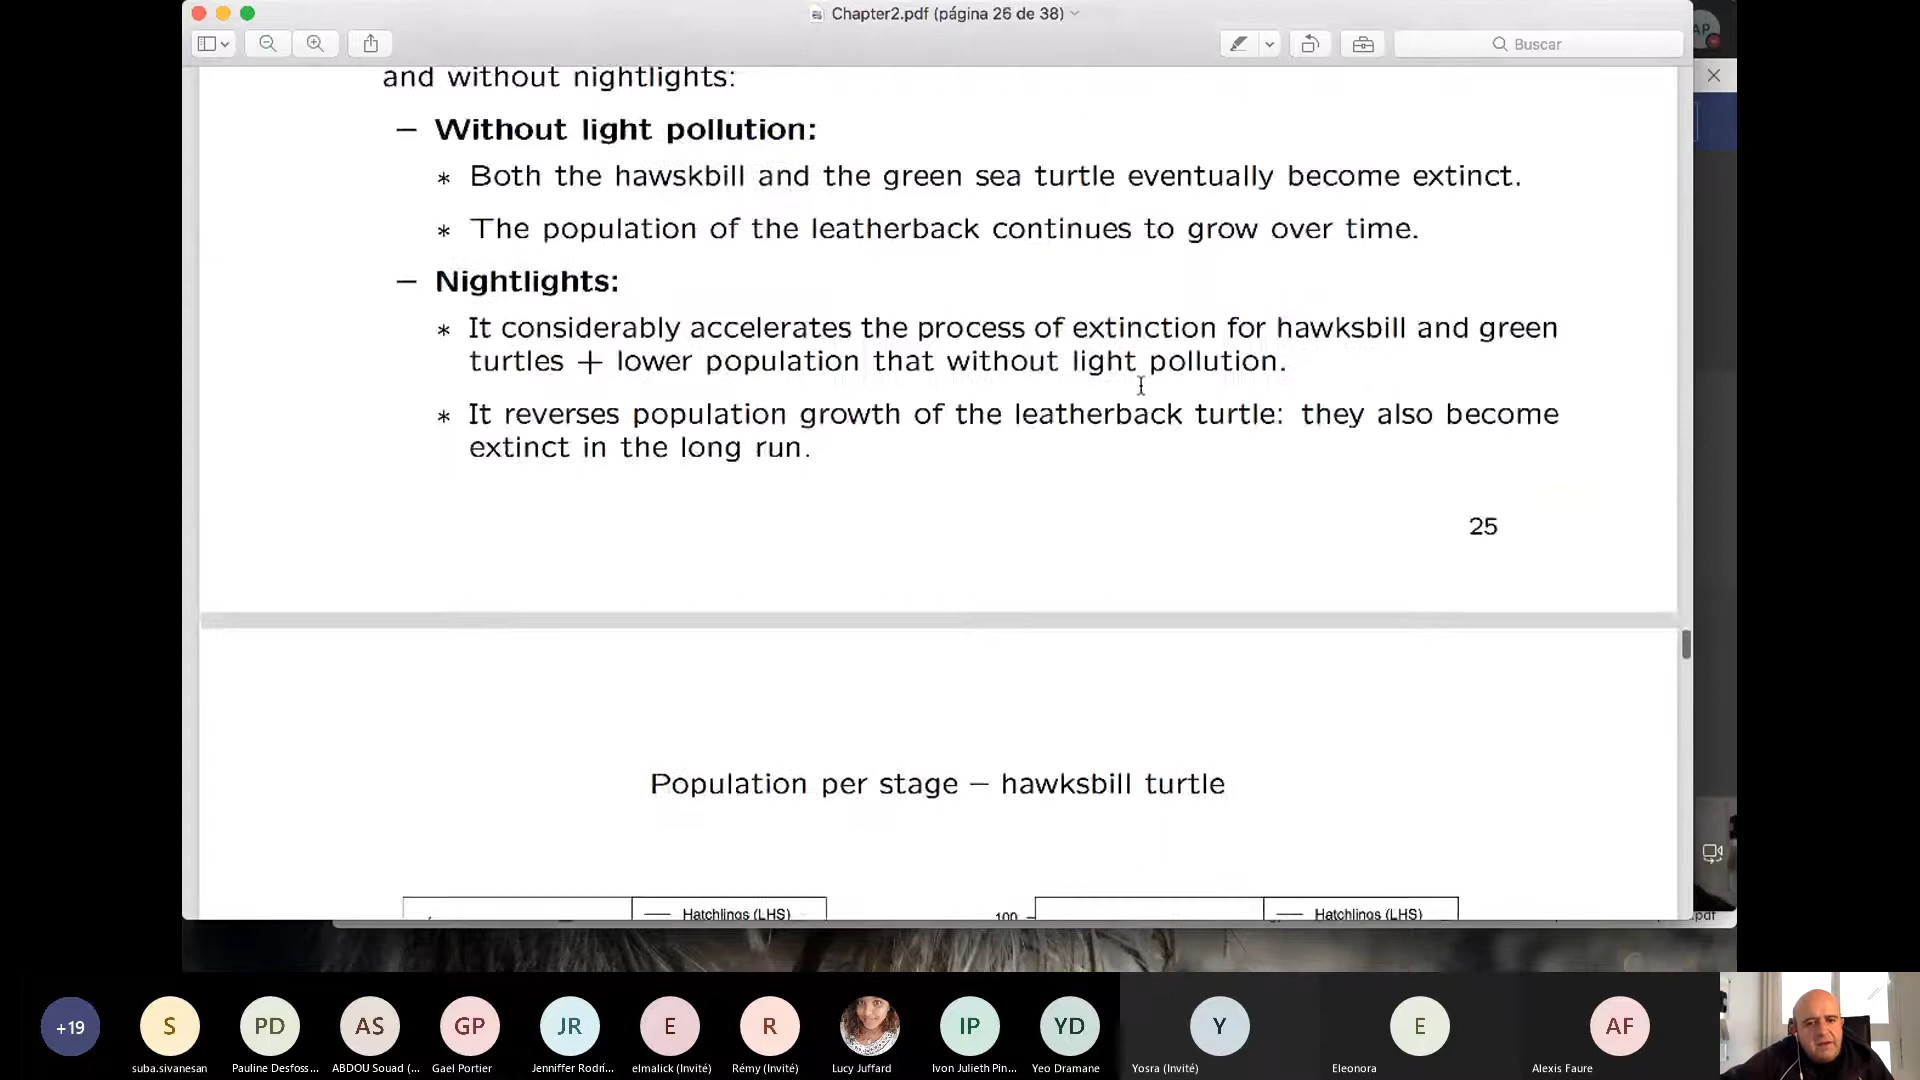 Chapter2.pdf (página 26 de 38)
Buscar
AP
and without nightlights:
– Without light pollution:
* Both the hawskbill and the green sea turtle eventually become extinct.
* The population of the leatherback continues to grow over time.
– Nightlights:
* It considerably accelerates the process of extinction for hawksbill and green
turtles + lower population that without light pollution.
* It reverses population growth of the leatherback turtle: they also become
extinct in the long run.
25
Population per stage – hawksbill turtle
Hatchlings (LHS)
100
Hatchlings (LHS)
.pdf
+19
S
PD
AS
GP
JR
E
R
IP
YD
Y
E
AF
suba.sivanesan
Pauline Desfoss...
ABDOU Souad (...
Gael Portier
Jenniffer Rodrí...
elmalick (Invité)
Rémy (Invité)
Lucy Juffard
Ivon Julieth Pin...
Yeo Dramane
Yosra (Invité)
Eleonora
Alexis Faure